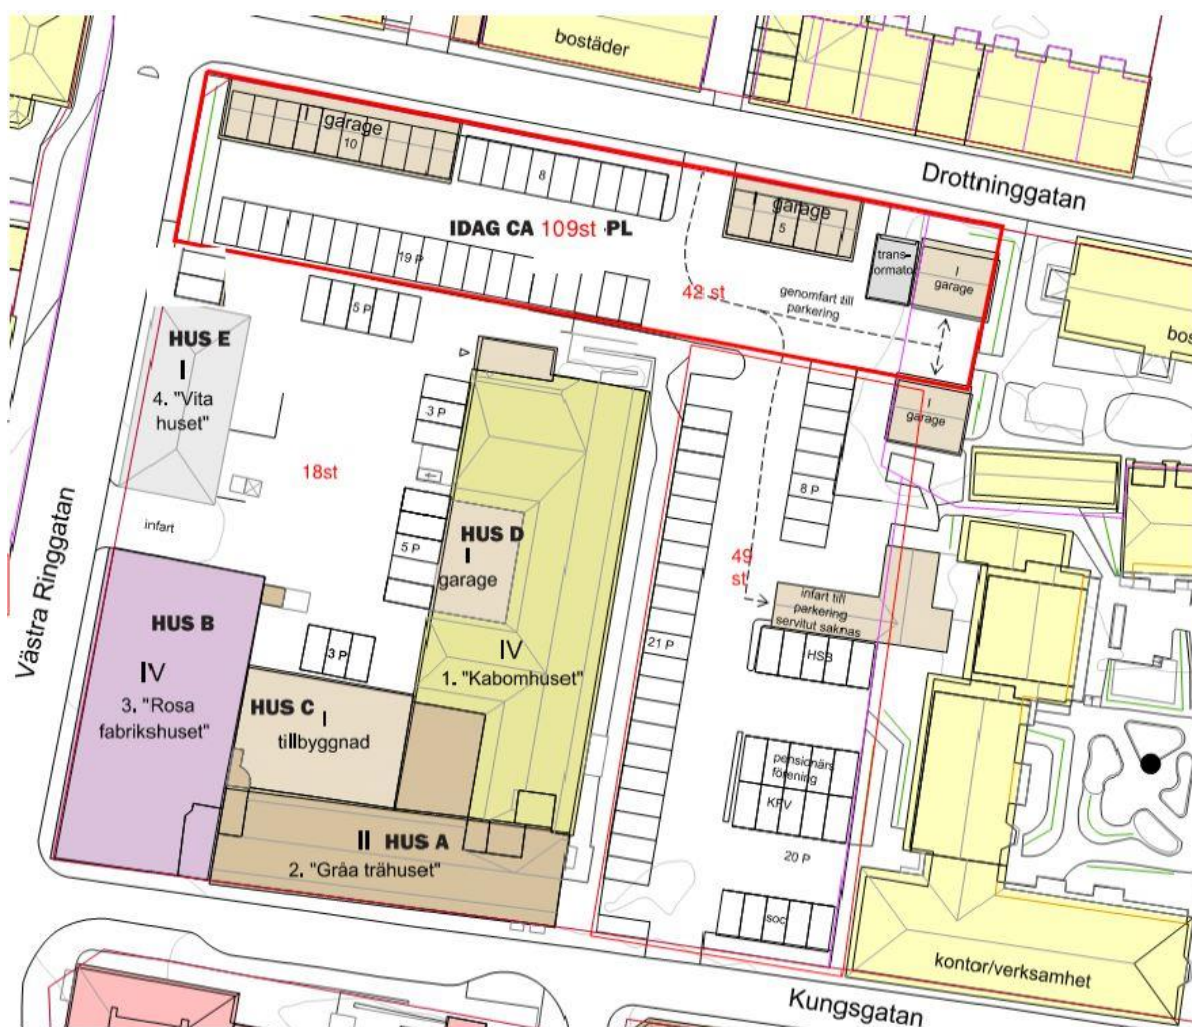 bostäder
Drottninggatan
I garage
10
8
garage
5
IDAG CA 109st PL
trans-
formato
I
garage
bos
19 P
42 st
genomfart till
parkering
5 P
HUS E
I
4. "Vita
huset"
3 P
I
garage
18st
8 P
infart
HUS D
I
garage
5 P
49
st
Västra Ringgatan
HUS B
IV
3. "Rosa
fabrikshuset"
3 P
IV
1. "Kabomhuset"
21 P
infart till
parkering
servitut saknas
HSB
HUS C
I
tillbyggnad
pensionärs
förening
KFV
II HUS A
2. "Gråa trähuset"
20 P
soc
kontor/verksamhet
Kungsgatan